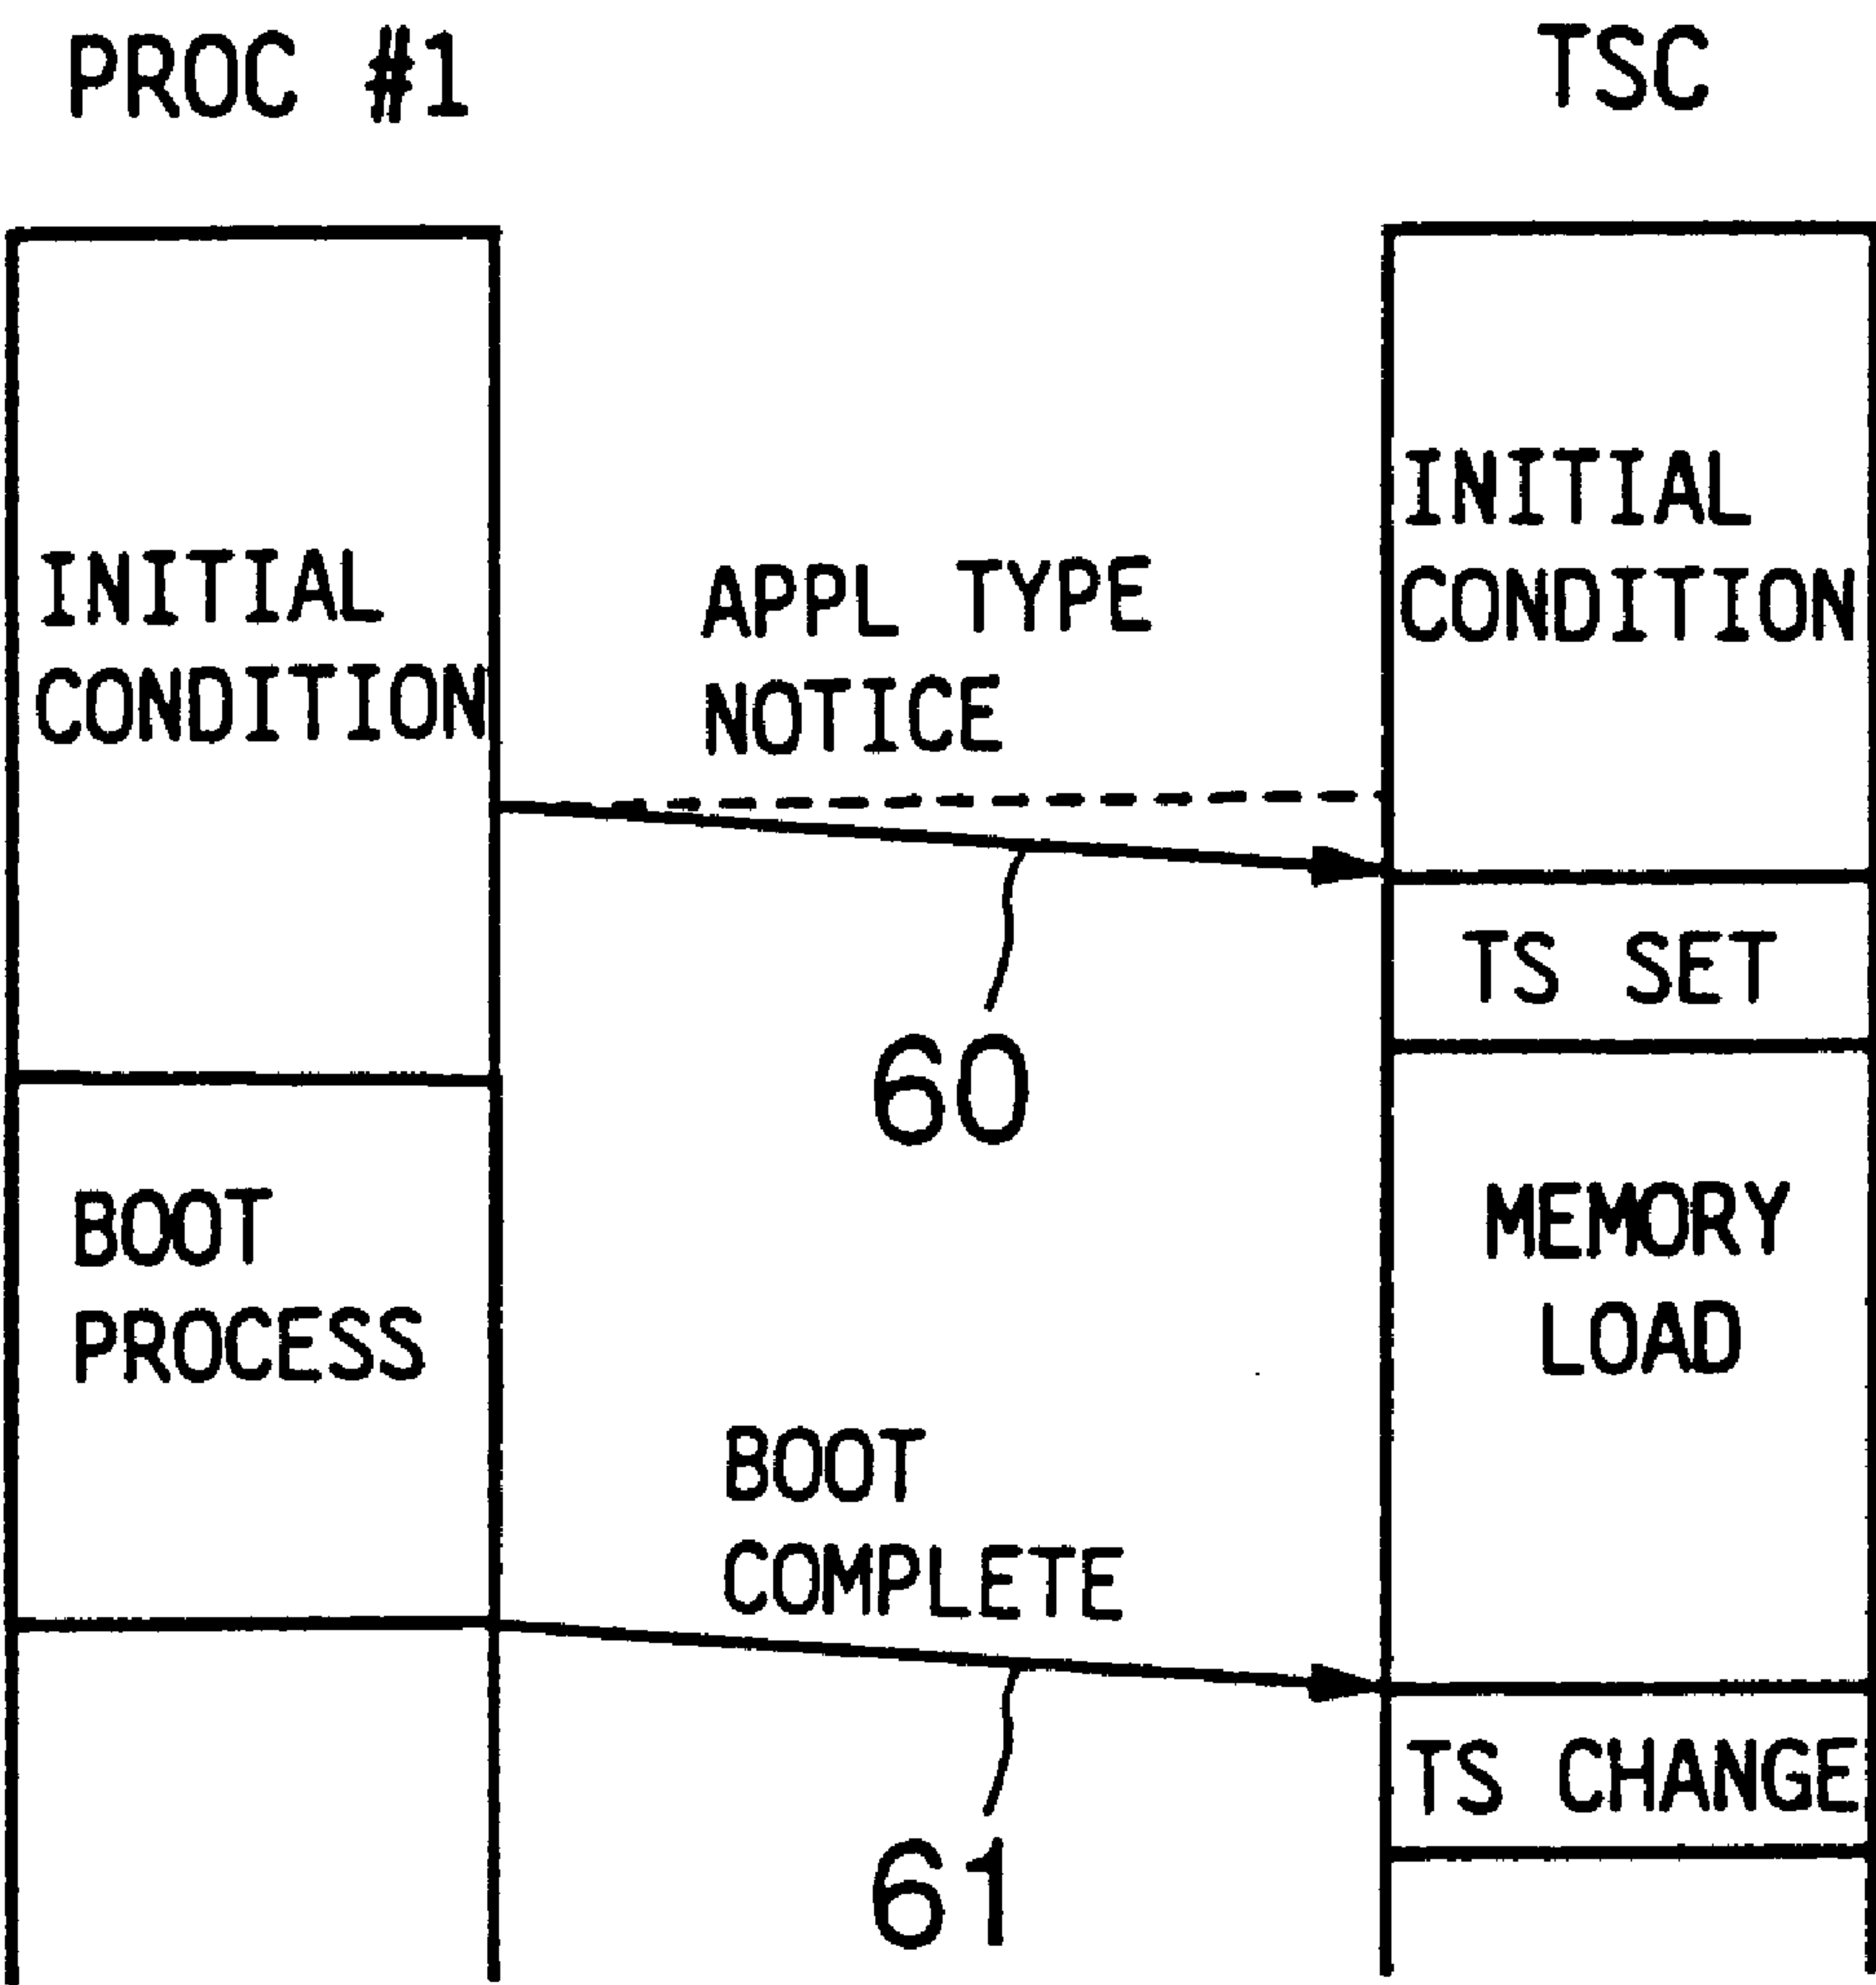 PROC #1
TSC
INITIAL
CONDITION
APPL TYPE
NOTICE
INITIAL
CONDITION
60
TS SET
BOOT
PROCESS
MEMORY
LOAD
BOOT
COMPLETE
61
TS CHANGE